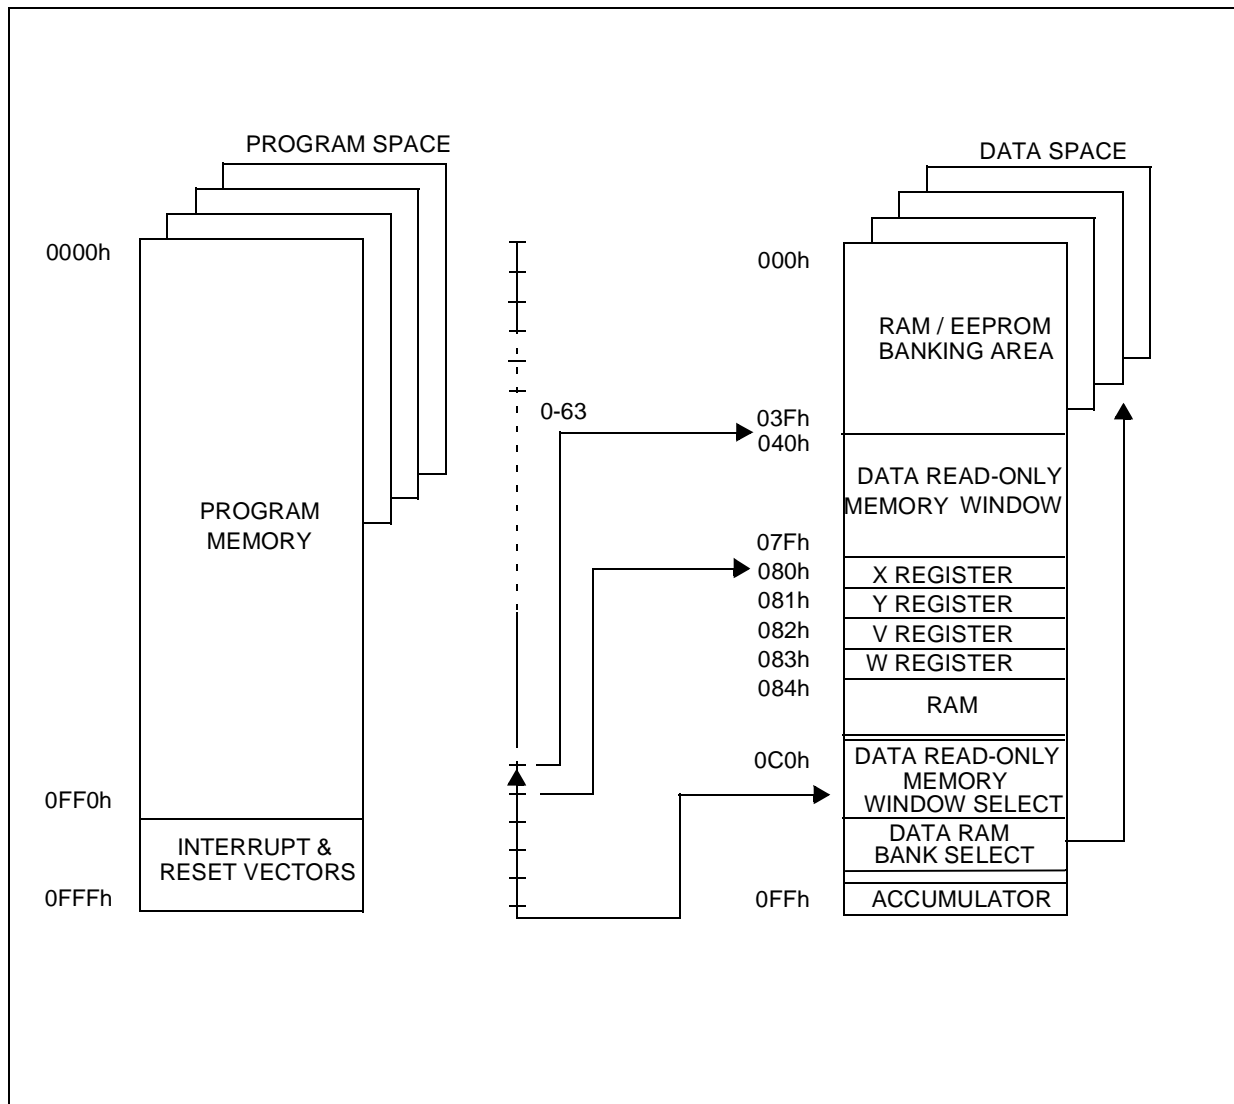 PROGRAM SPACE
0000h
PROGRAM
MEMORY
0FF0h
INTERRUPT &
RESET VECTORS
0FFFh
0-63
DATA SPACE
000h
RAM / EEPROM
BANKING AREA
03Fh
040h
DATA READ-ONLY
MEMORY WINDOW
07Fh
080h
X REGISTER
081h
Y REGISTER
082h
V REGISTER
083h
W REGISTER
084h
RAM
0C0h
DATA READ-ONLY
MEMORY
WINDOW SELECT
DATA RAM
BANK SELECT
0FFh
ACCUMULATOR